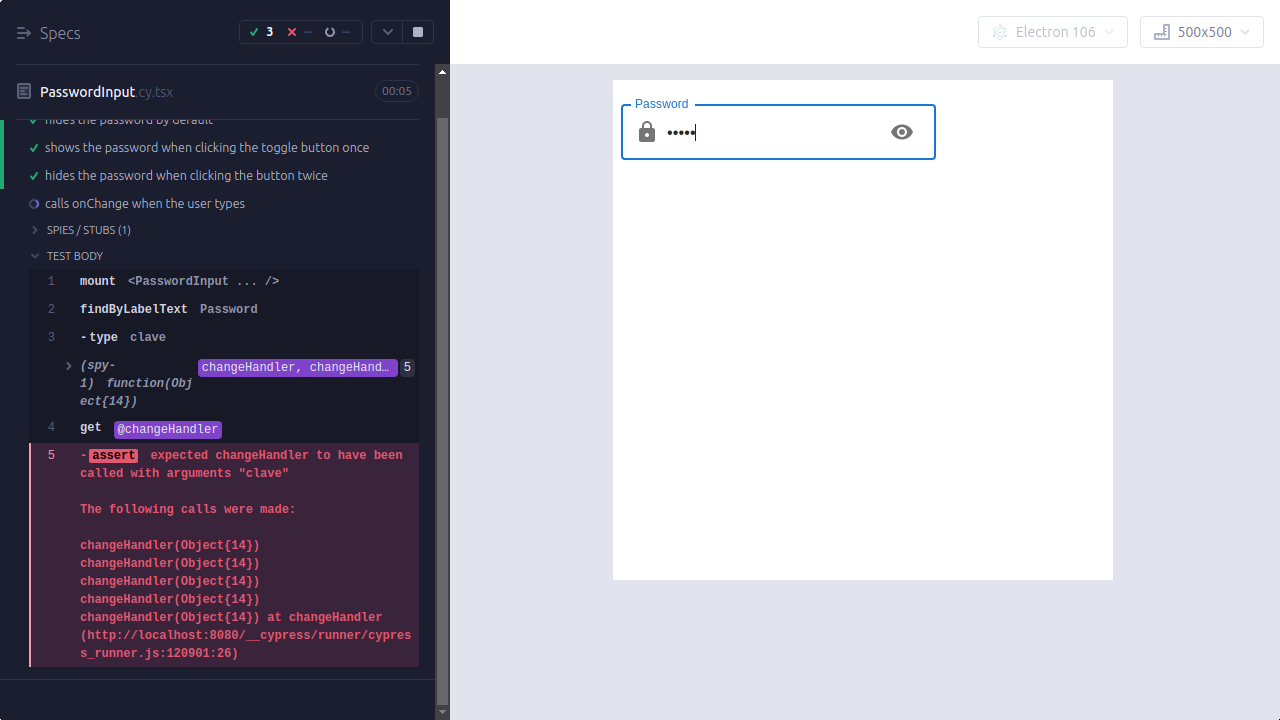 Specs
3 -- --
Electron 106
500x500
PasswordInput.cy.tsx
00:05
hides the password by default
shows the password when clicking the toggle button once
hides the password when clicking the button twice
calls onChange when the user types
SPIES / STUBS (1)
TEST BODY
1 mount <PasswordInput ... />
2 findByLabelText Password
3 -type clave
(spy-
1) function(Obj
ect{14})
changeHandler, changeHand… 5
4 get @changeHandler
5 -assert expected changeHandler to have been
called with arguments "clave"
The following calls were made:
changeHandler(Object{14})
changeHandler(Object{14})
changeHandler(Object{14})
changeHandler(Object{14})
changeHandler(Object{14}) at changeHandler
(http://localhost:8080/__cypress/runner/cypres
s_runner.js:120901:26)
Password
•••••